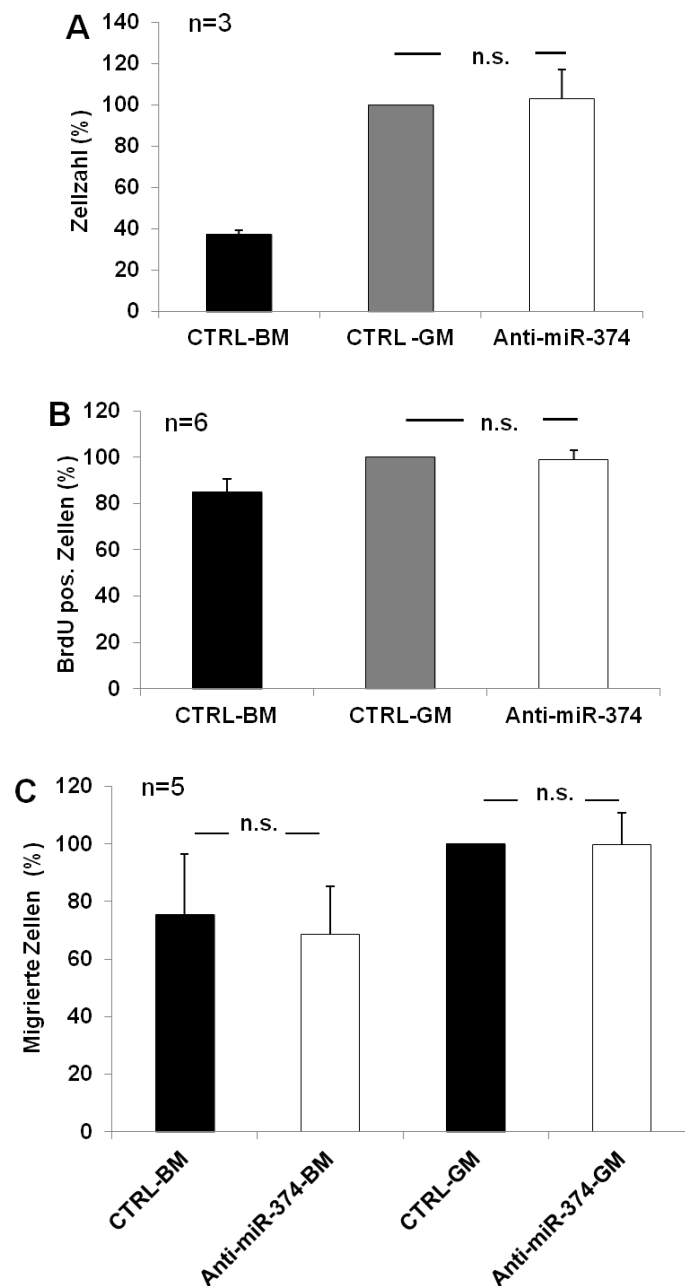 A n=3
140
120
100
80
60
40
20
0
Zellzahl (%)
n.s.
CTRL-BM CTRL -GM Anti-miR-374
B n=6
120
100
80
60
40
20
0
BrdU pos. Zellen (%)
n.s.
CTRL-BM CTRL-GM Anti-miR-374
C n=5
120
100
80
60
40
20
0
Migrierte Zellen (%)
n.s. n.s.
CTRL-BM Anti-miR-374-BM CTRL-GM Anti-miR-374-GM